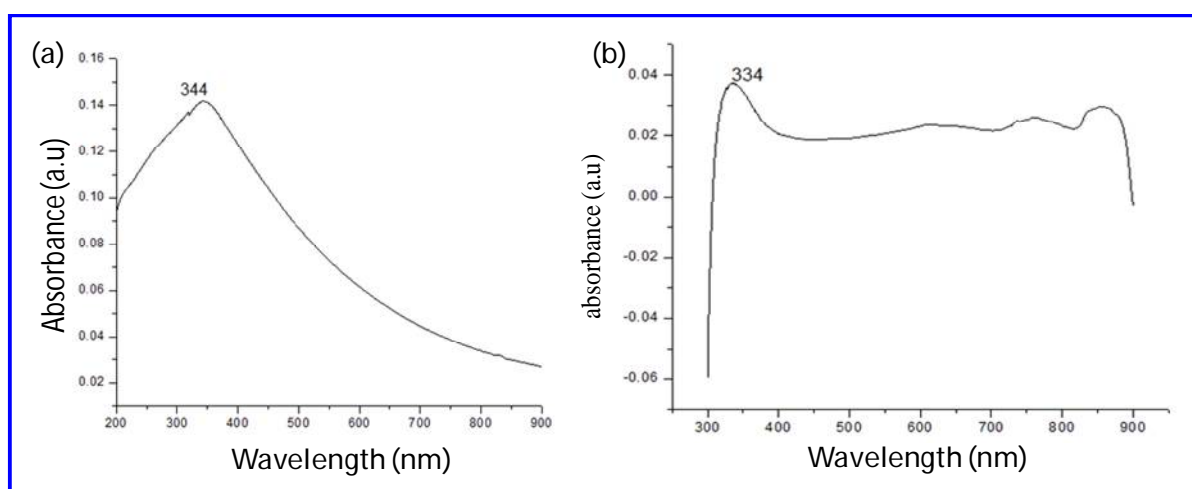 (a)
344
0.16
0.14
0.12
0.10
0.08
0.06
0.04
0.02
Absorbance (a.u)
200 300 400 500 600 700 800 900
Wavelength (nm)
(b)
334
0.04
0.02
0.00
-0.02
-0.04
-0.06
absorbance (a.u)
300 400 500 600 700 800 900
Wavelength (nm)